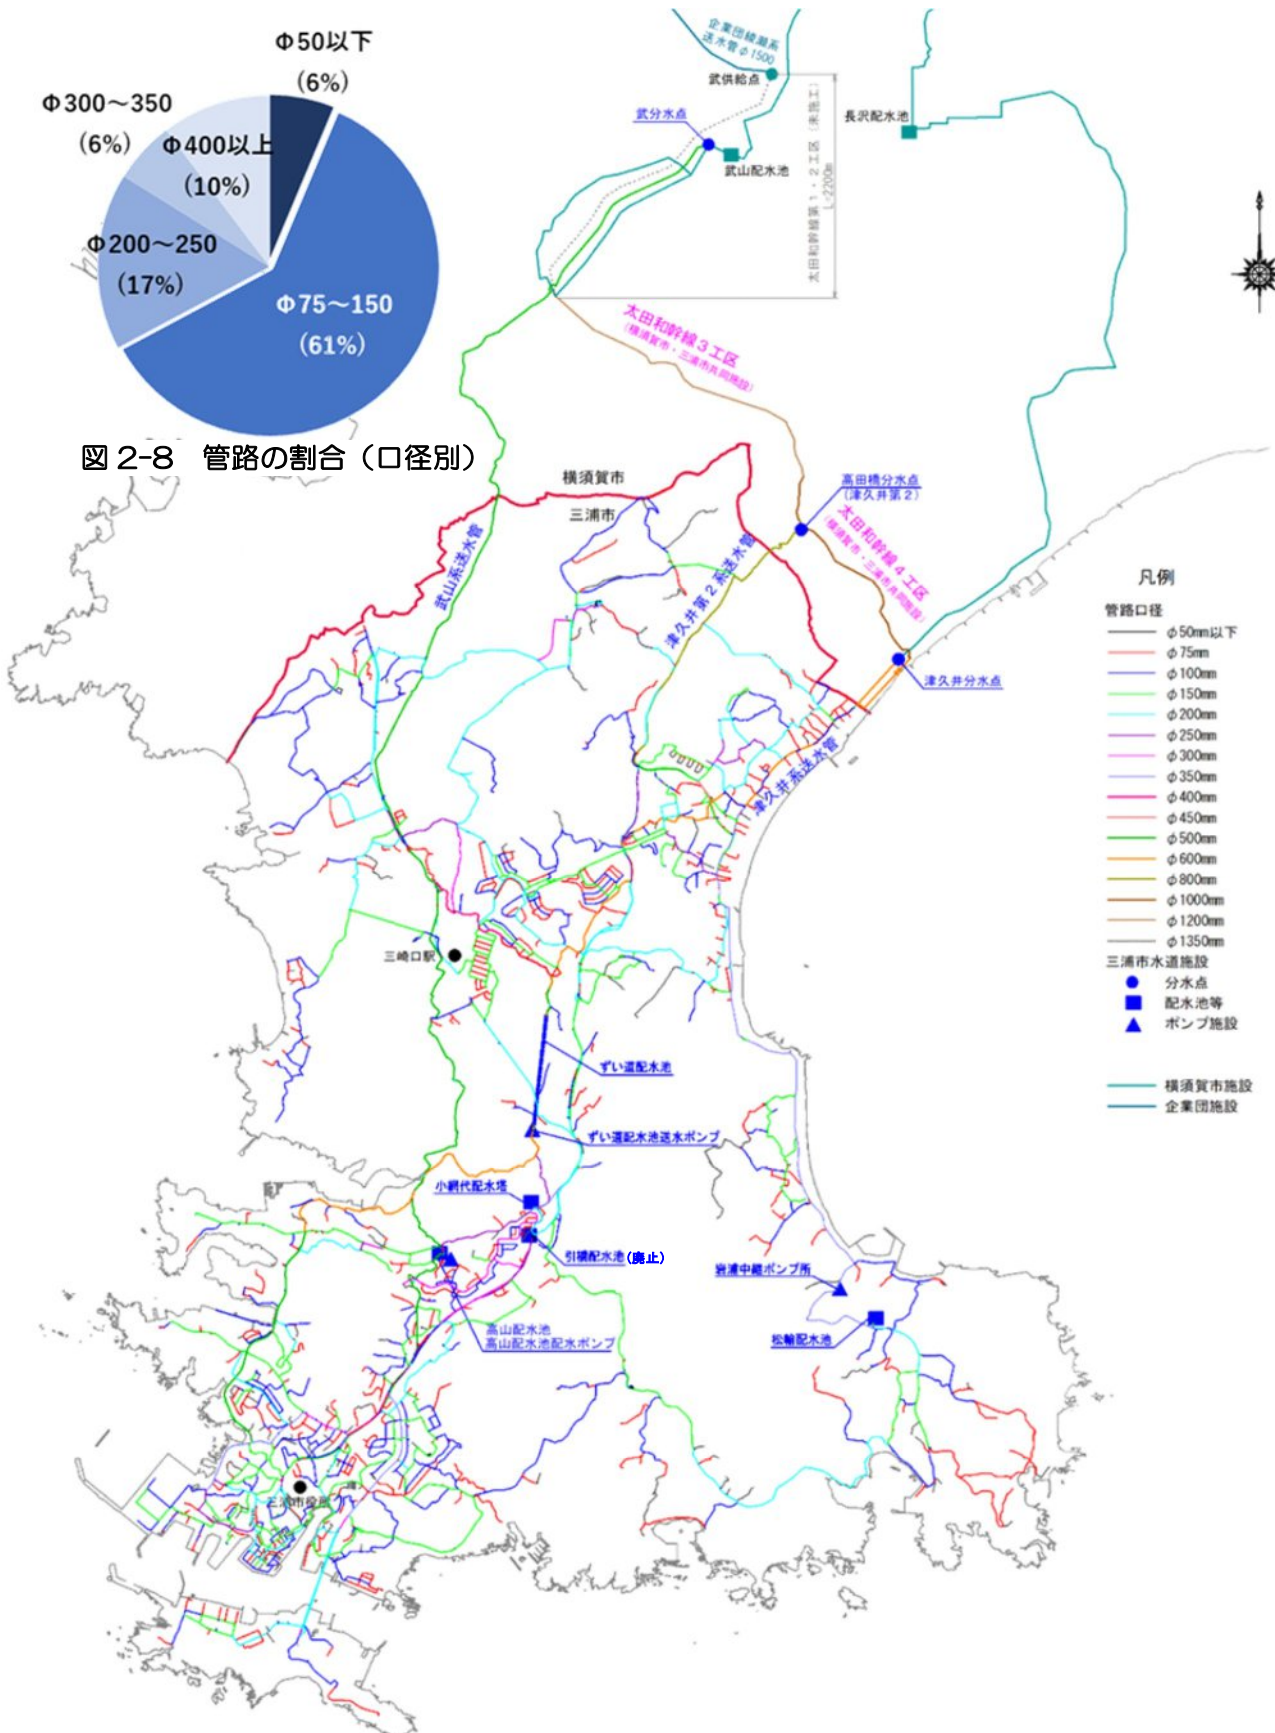 Φ50以下
(6%)
Φ300～350
(6%)
Φ400以上
(10%)
Φ200～250
(17%)
Φ75～150
(61%)
図 2-8　管路の割合（口径別）
企業団綾瀬系
送水管φ1500
武供給点
武分水点
武山配水池
長沢配水池
太田和幹線第1・2工区（未施工）
L=2200m
太田和幹線3工区
（横須賀市・三浦市共同施設）
横須賀市
三浦市
高田橋分水点
（津久井第2）
太田和幹線4工区
（横須賀市・三浦市共同施設）
武山系送水管
津久井第2系送水管
津久井分水点
津久井系送水管
三崎口駅
ずい道配水池
ずい道配水池送水ポンプ
小網代配水塔
引橋配水池(廃止)
岩浦中継ポンプ所
松輪配水池
高山配水池
高山配水池配水ポンプ
三浦市役所
凡例
管路口径
φ50mm以下
φ75mm
φ100mm
φ150mm
φ200mm
φ250mm
φ300mm
φ350mm
φ400mm
φ450mm
φ500mm
φ600mm
φ800mm
φ1000mm
φ1200mm
φ1350mm
三浦市水道施設
分水点
配水池等
ポンプ施設
横須賀市施設
企業団施設